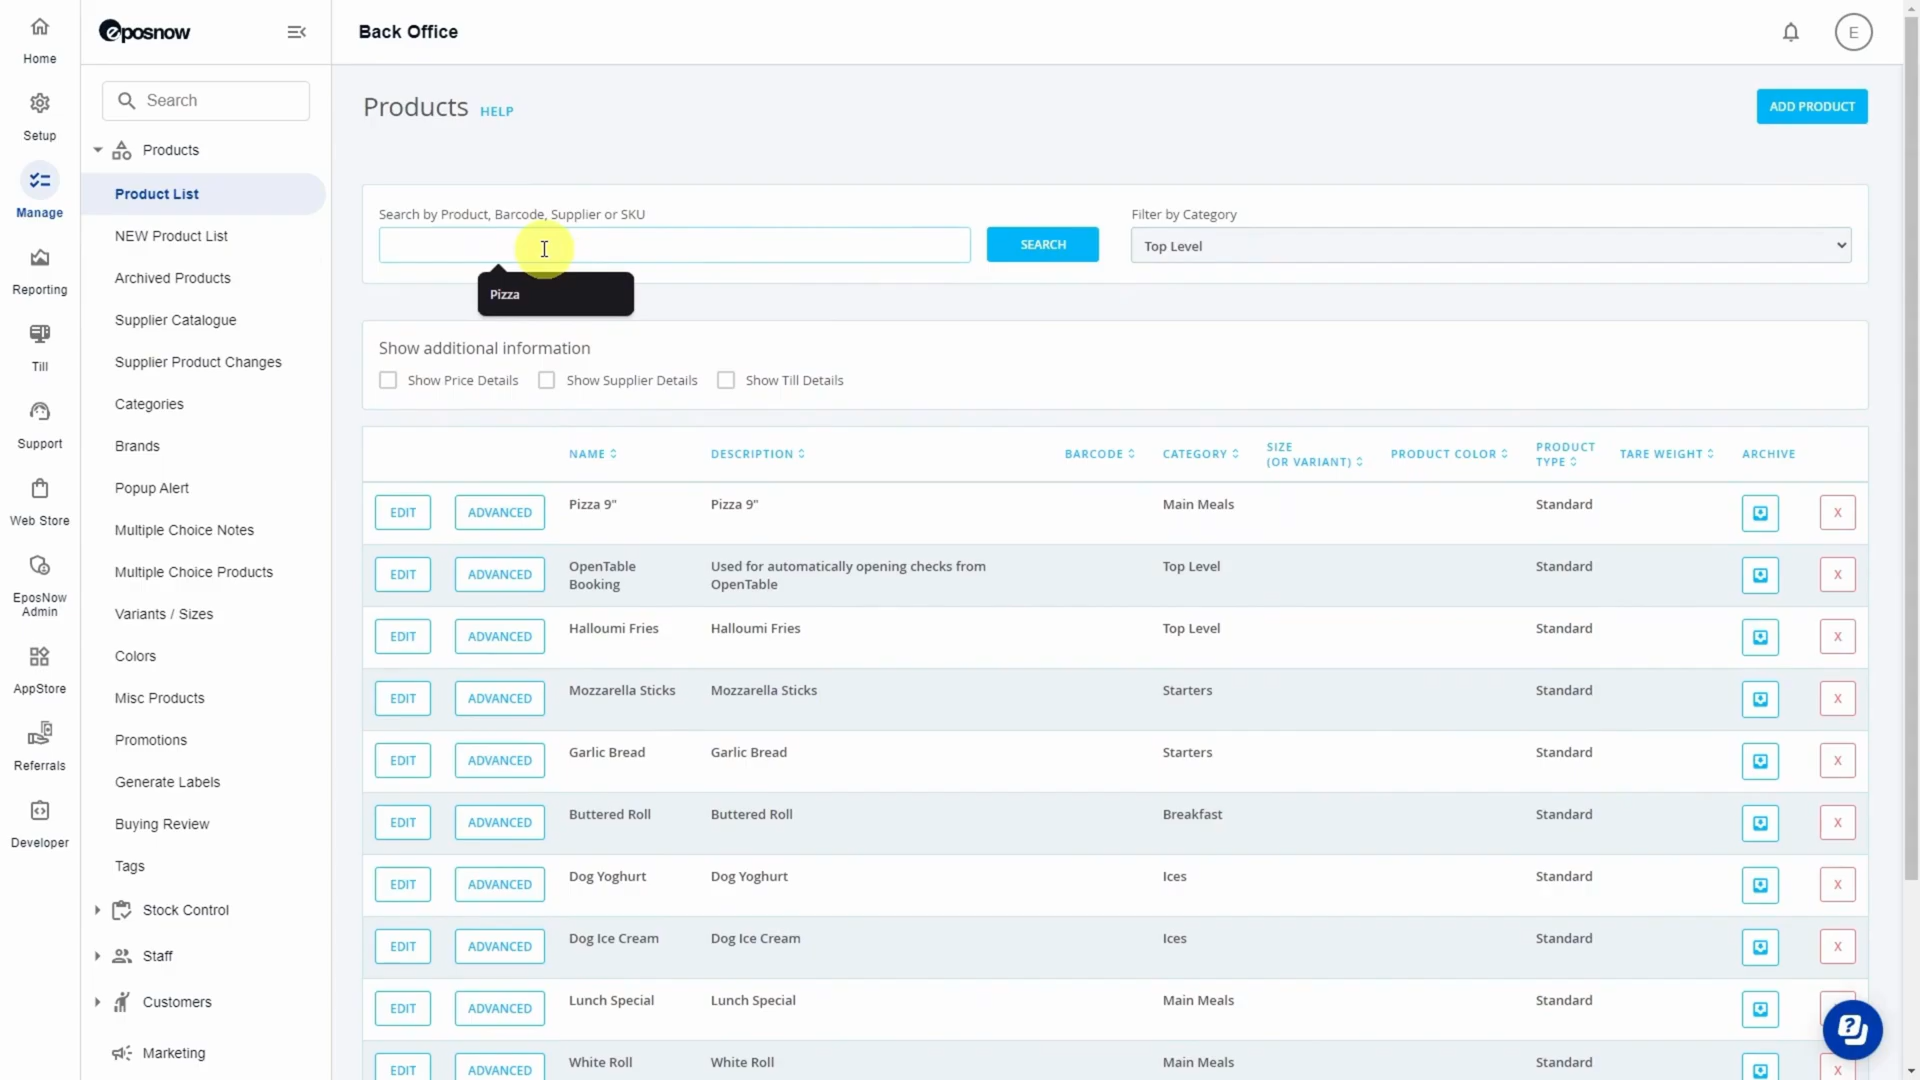 Home
Setup
Manage
Reporting
Till
Support
Web Store
EposNow
Admin
AppStore
Referrals
Developer
eposnow
Search
Products
Product List
NEW Product List
Archived Products
Supplier Catalogue
Supplier Product Changes
Categories
Brands
Popup Alert
Multiple Choice Notes
Multiple Choice Products
Variants / Sizes
Colors
Misc Products
Promotions
Generate Labels
Buying Review
Tags
Stock Control
Staff
Customers
Marketing
Back Office
E
Products HELP
ADD PRODUCT
Search by Product, Barcode, Supplier or SKU
Filter by Category
SEARCH
Top Level
Pizza
Show additional information
Show Price Details Show Supplier Details Show Till Details
NAME DESCRIPTION BARCODE CATEGORY SIZE (OR VARIANT) PRODUCT COLOR PRODUCT TYPE TARE WEIGHT ARCHIVE
EDIT ADVANCED Pizza 9" Pizza 9" Main Meals Standard X
EDIT ADVANCED OpenTable Booking Used for automatically opening checks from OpenTable Top Level Standard X
EDIT ADVANCED Halloumi Fries Halloumi Fries Top Level Standard X
EDIT ADVANCED Mozzarella Sticks Mozzarella Sticks Starters Standard X
EDIT ADVANCED Garlic Bread Garlic Bread Starters Standard X
EDIT ADVANCED Buttered Roll Buttered Roll Breakfast Standard X
EDIT ADVANCED Dog Yoghurt Dog Yoghurt Ices Standard X
EDIT ADVANCED Dog Ice Cream Dog Ice Cream Ices Standard X
EDIT ADVANCED Lunch Special Lunch Special Main Meals Standard
EDIT ADVANCED White Roll White Roll Main Meals Standard X